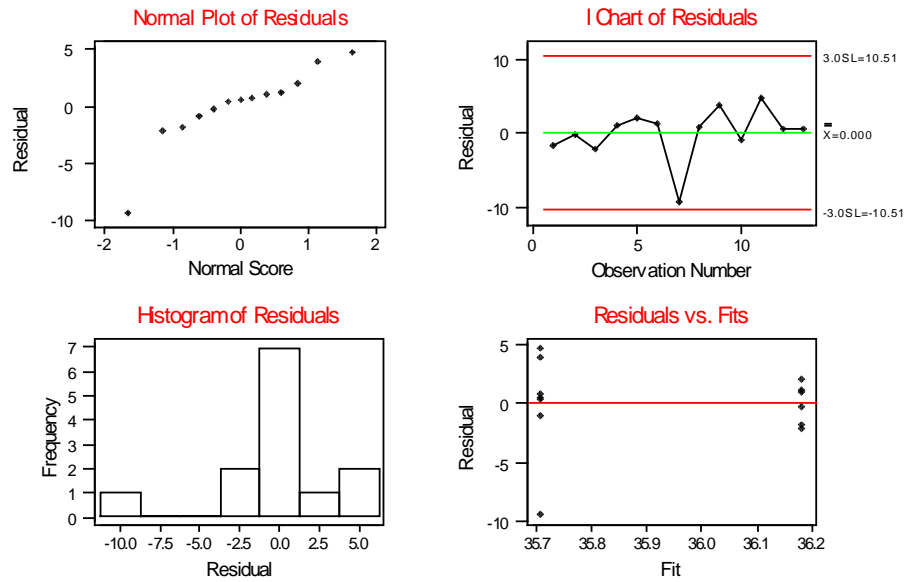 Normal Plot of Residuals
5
0
-5
-10
Residual
-2
-1
0
1
2
Normal Score
I Chart of Residuals
10
0
-10
Residual
3.0SL=10.51
X=0.000
-3.0SL=-10.51
0
5
10
Observation Number
Histogram of Residuals
7
6
5
4
3
2
1
0
Frequency
-10.0
-7.5
-5.0
-2.5
0.0
2.5
5.0
Residual
Residuals vs. Fits
5
0
-5
-10
Residual
35.7
35.8
35.9
36.0
36.1
36.2
Fit